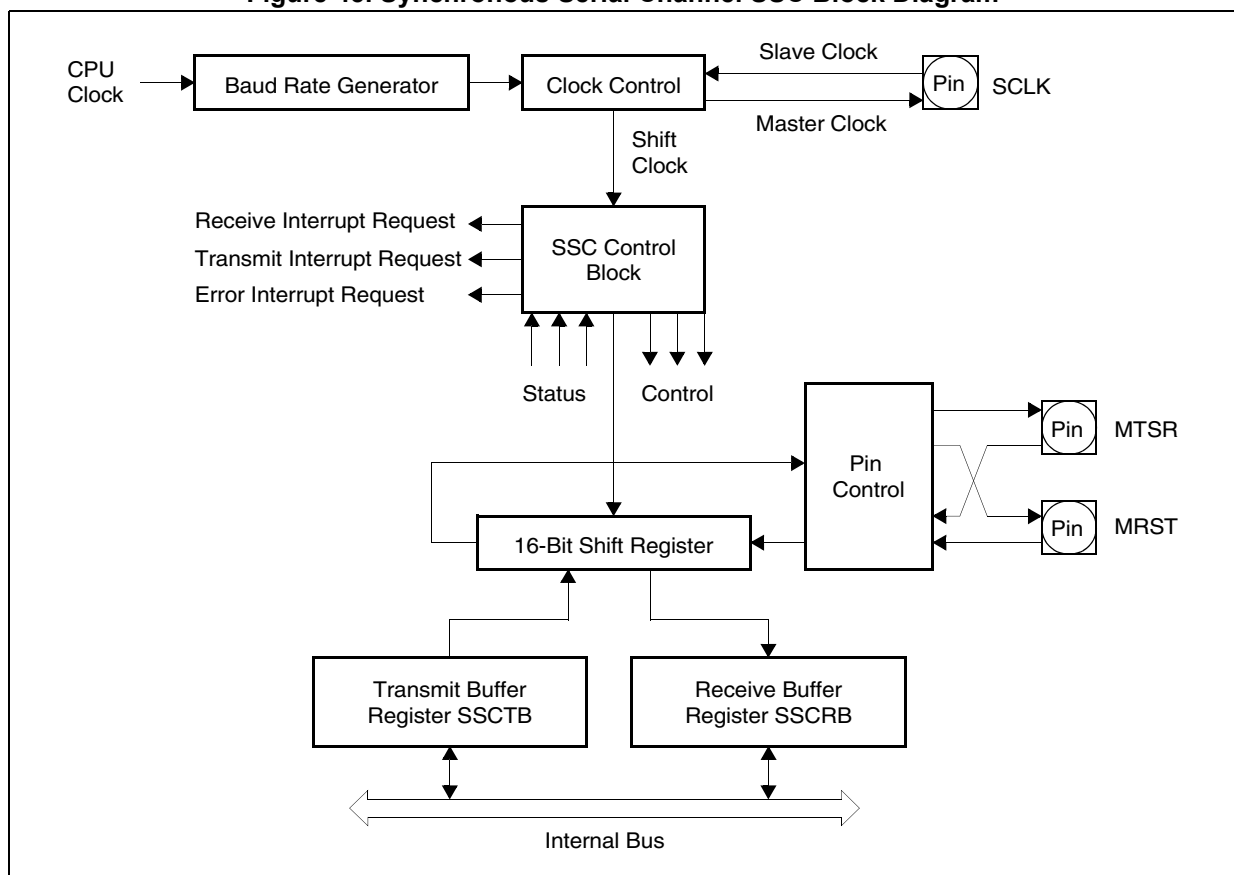 CPU
Clock
Baud Rate Generator
Clock Control
Slave Clock
Master Clock
Pin
SCLK
Shift
Clock
Receive Interrupt Request
Transmit Interrupt Request
Error Interrupt Request
SSC Control
Block
Status
Control
Pin
Control
Pin
MTSR
Pin
MRST
16-Bit Shift Register
Transmit Buffer
Register SSCTB
Receive Buffer
Register SSCRB
Internal Bus